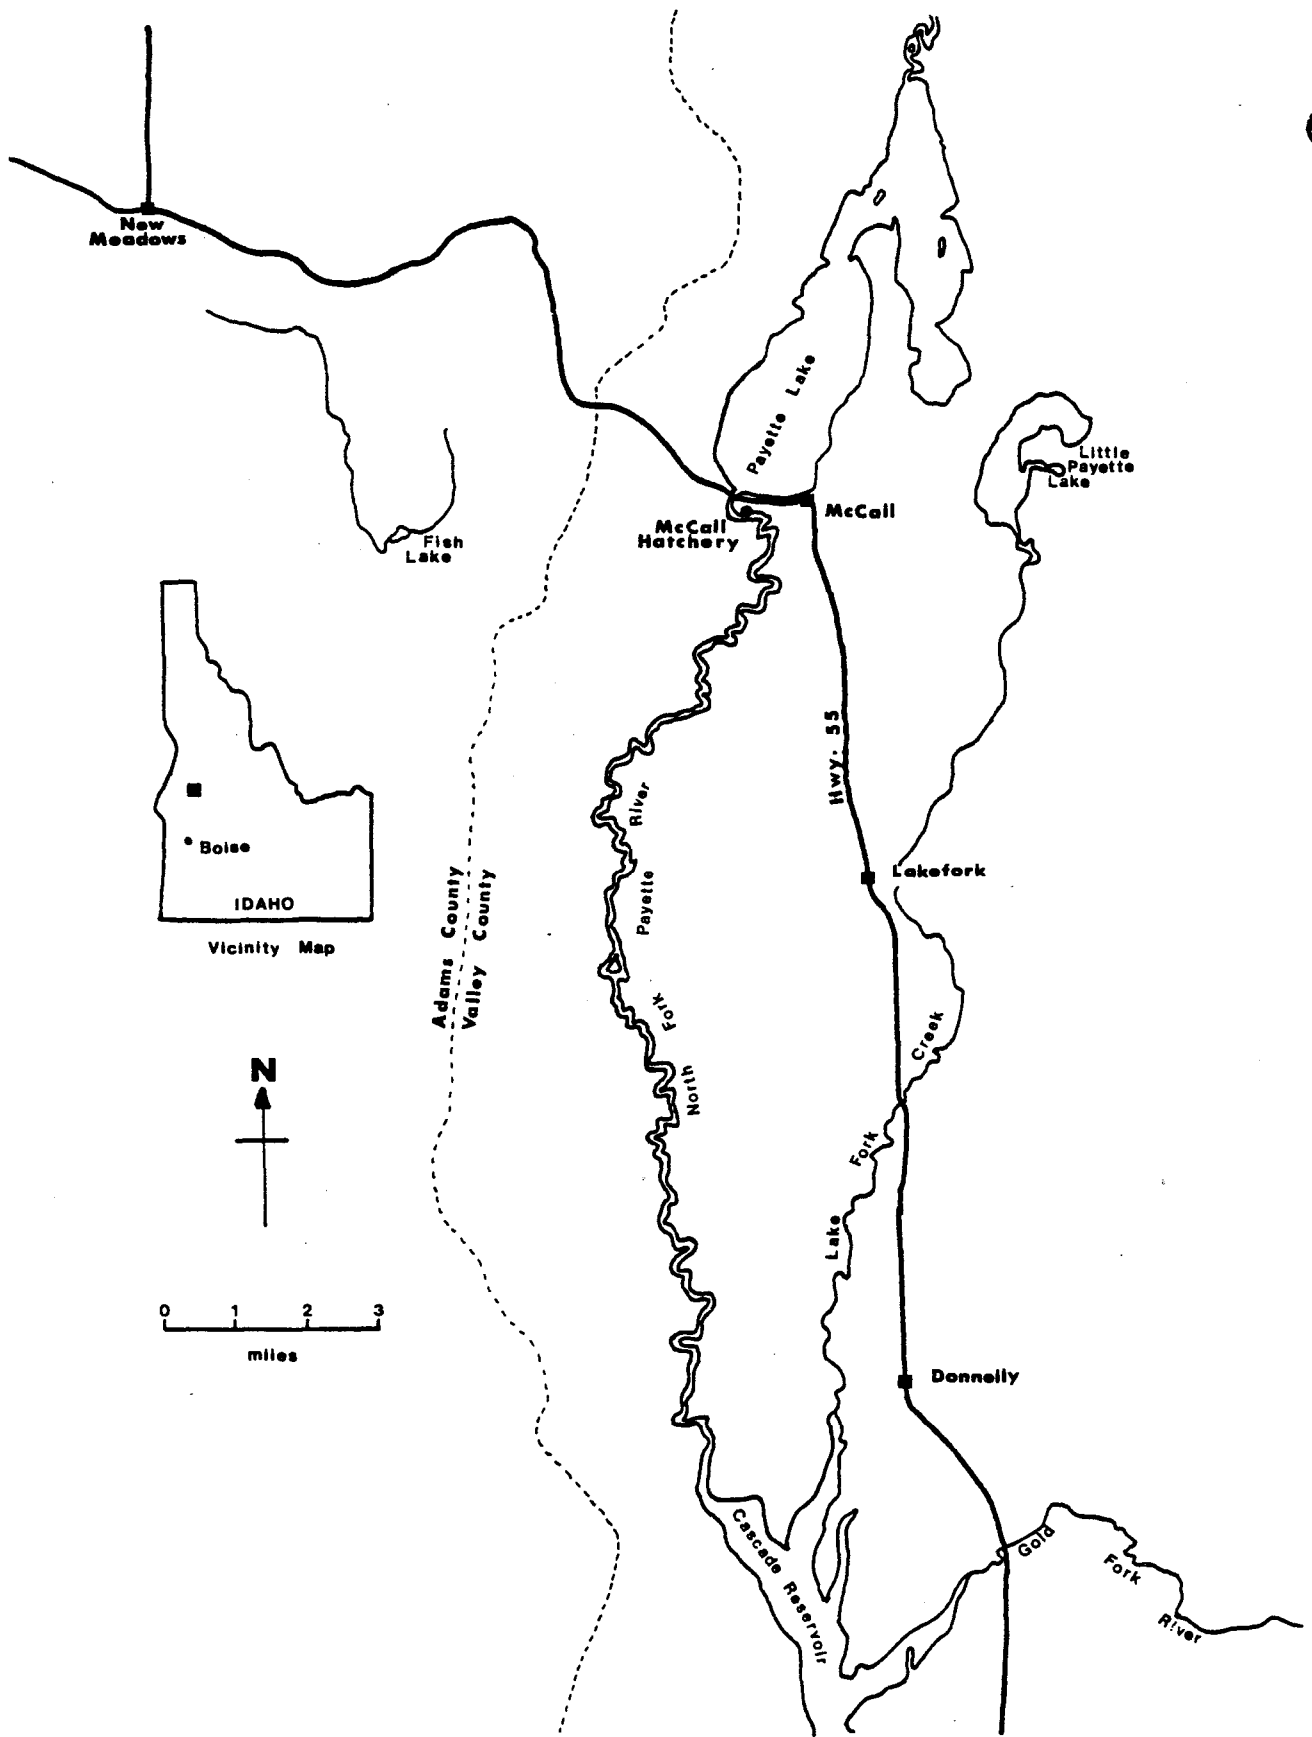 New
Meadows
Payette Lake
Little
Payette
Lake
McCall
McCall
Hatchery
Fish
Lake
Hwy. 55
River
Payette
Fork
North
Boise
IDAHO
Vicinity Map
Lakefork
Adams County
Valley County
Creek
Fork
Lake
N
0 1 2 3
miles
Donnelly
Cascade Reservoir
Gold
Fork
River